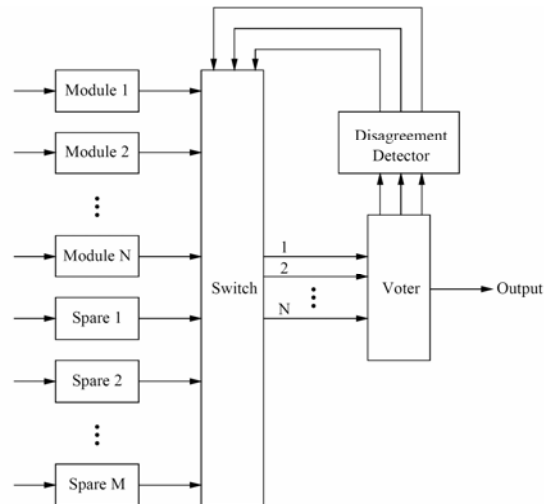 Module 1
Module 2
Module N
Spare 1
Spare 2
Spare M
Switch
1
2
N
Disagreement
Detector
Voter
Output